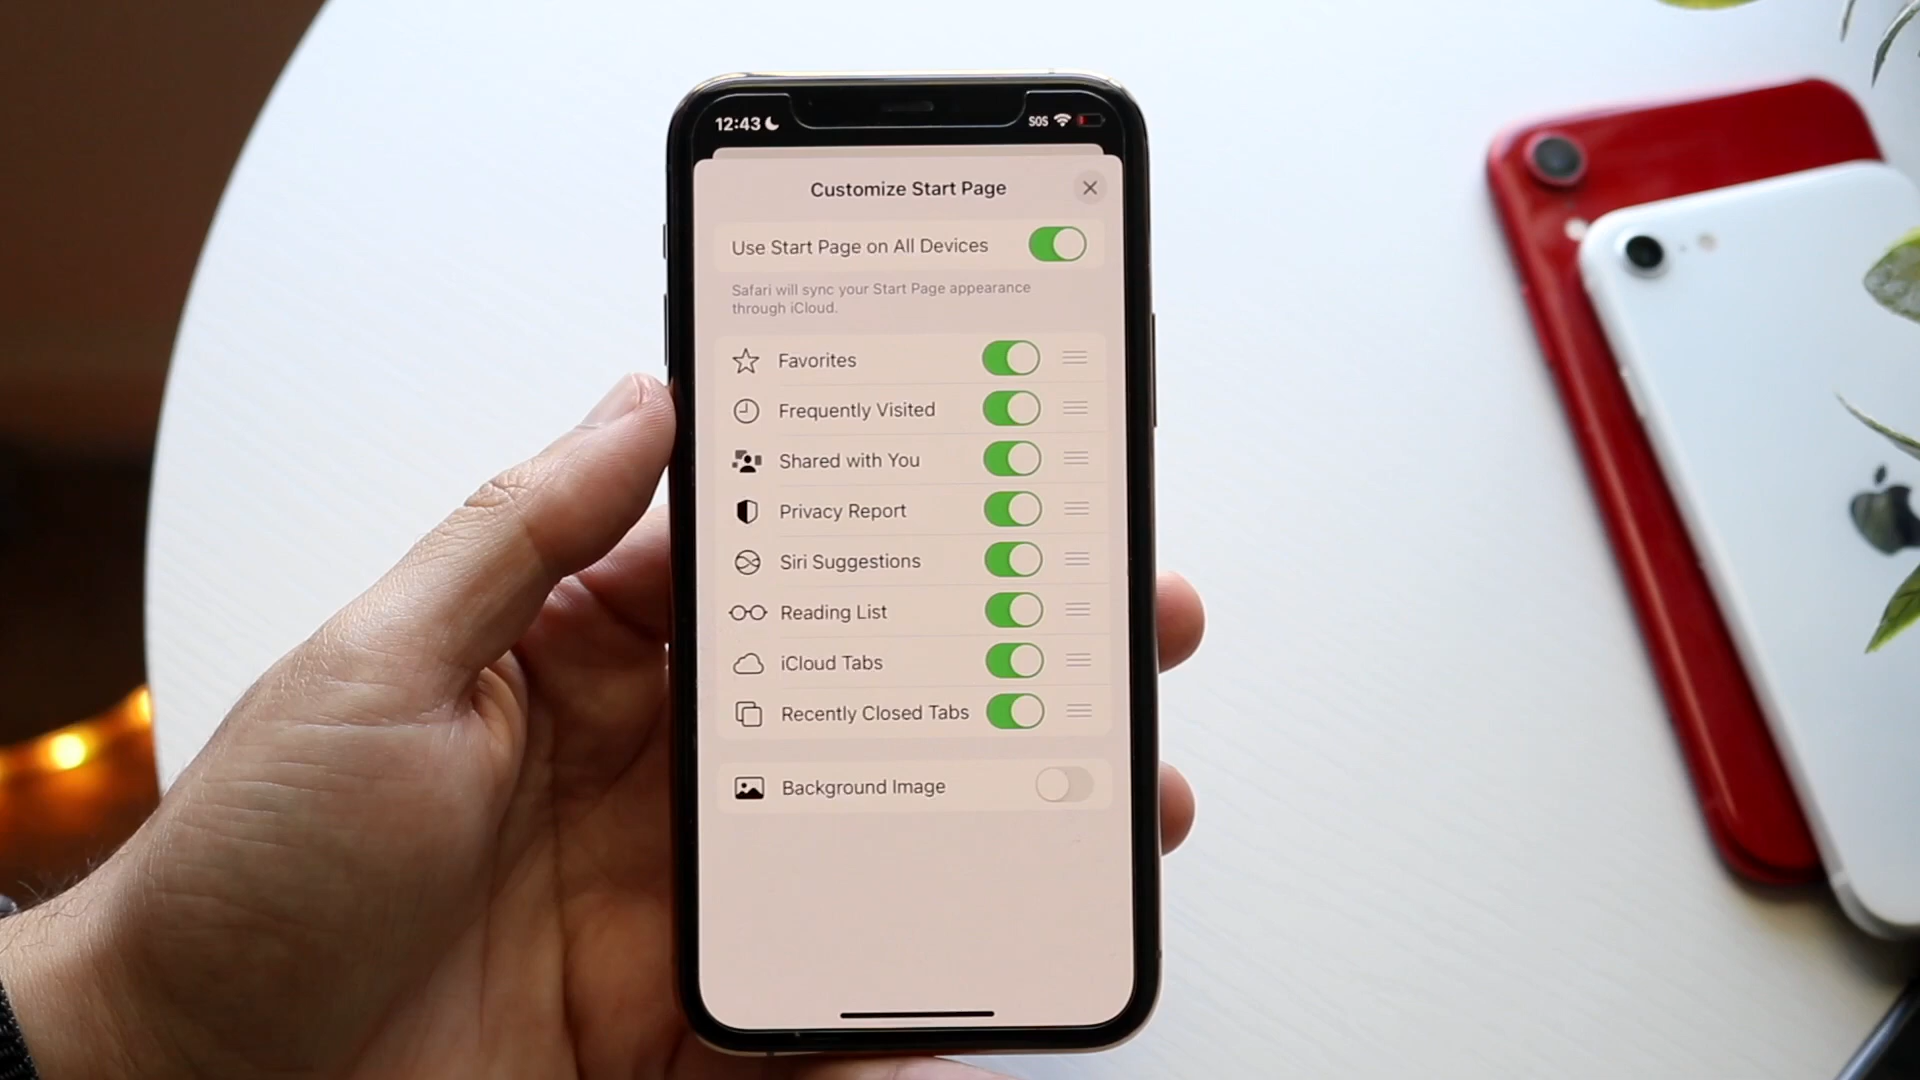 12:43
SOS
Customize Start Page
Use Start Page on All Devices
Safari will sync your Start Page appearance
through iCloud.
Favorites
Frequently Visited
Shared with You
Privacy Report
Siri Suggestions
Reading List
iCloud Tabs
Recently Closed Tabs
Background Image